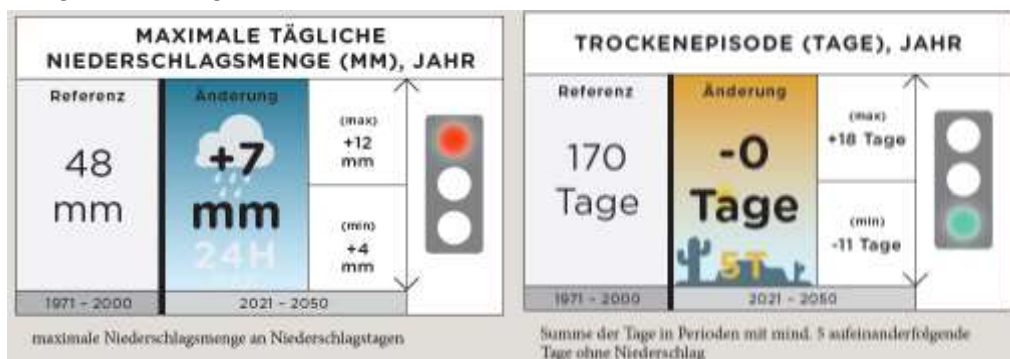 MAXIMALE TÄGLICHE
NIEDERSCHLAGSMENGE (MM), JAHR
Referenz
Änderung
48
mm
+7
mm
24H
(max)
+12
mm
(min)
+4
mm
1971 – 2000
2021 – 2050
maximale Niederschlagsmenge an Niederschlagstagen
TROCKENEPISODE (TAGE), JAHR
Referenz
Änderung
170
Tage
-0
Tage
5T
(max)
+18 Tage
(min)
-11 Tage
1971 – 2000
2021 – 2050
Summe der Tage in Perioden mit mind. 5 aufeinanderfolgende
Tage ohne Niederschlag